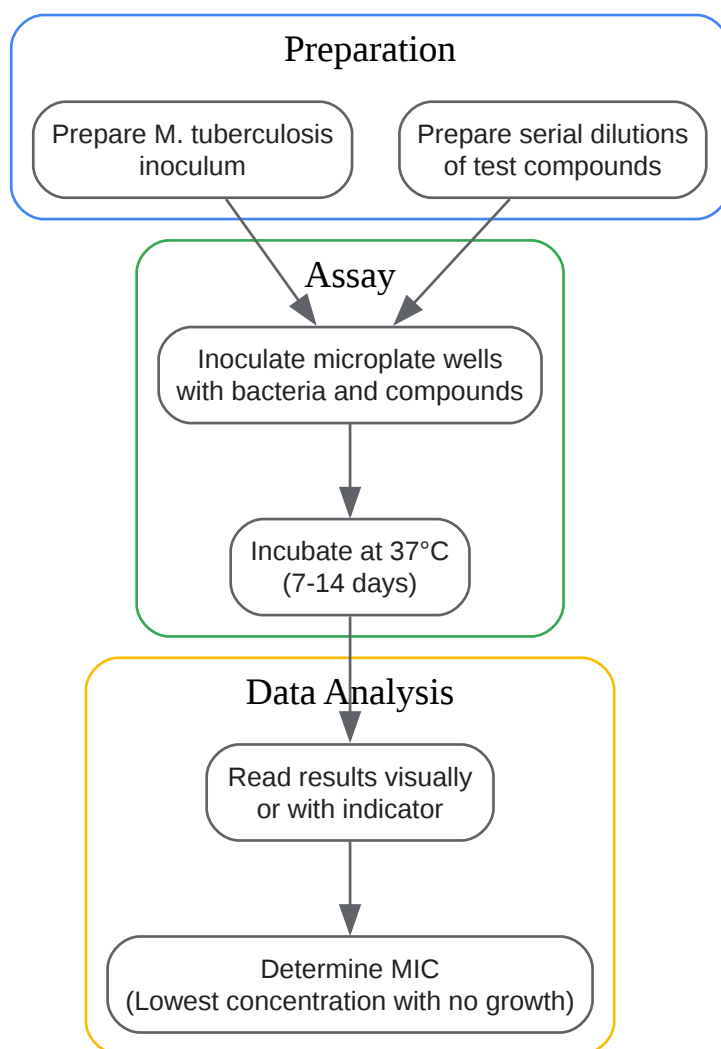 Preparation
Prepare M. tuberculosis
inoculum
Prepare serial dilutions
of test compounds
Assay
Inoculate microplate wells
with bacteria and compounds
Incubate at 37°C
(7-14 days)
Data Analysis
Read results visually
or with indicator
Determine MIC
(Lowest concentration with no growth)